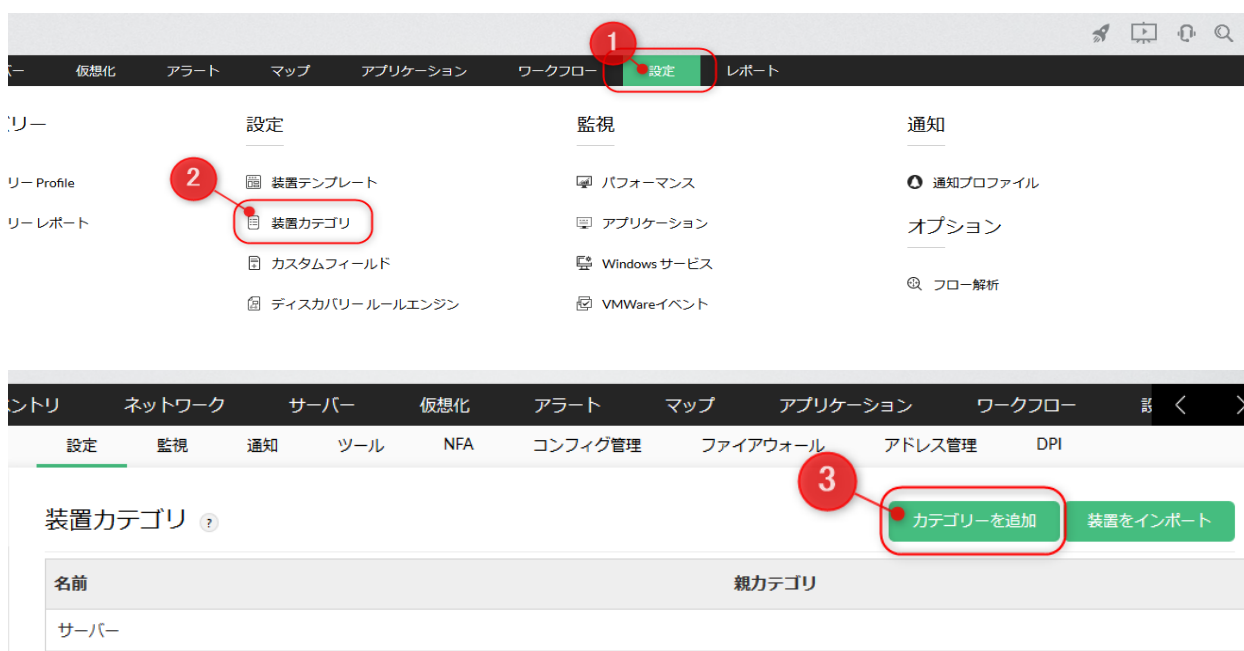 1
バー 仮想化 アラート マップ アプリケーション ワークフロー 設定 レポート
リー 設定 監視 通知
リー Profile 2 装置テンプレート パフォーマンス 通知プロファイル
リー レポート 装置カテゴリ アプリケーション オプション
カスタムフィールド Windows サービス
フロー解析
ディスカバリー ルールエンジン VMWareイベント
ントリ ネットワーク サーバー 仮想化 アラート マップ アプリケーション ワークフロー
設定 監視 通知 ツール NFA コンフィグ管理 ファイアウォール アドレス管理 DPI
3
装置カテゴリ ? カテゴリーを追加 装置をインポート
名前 親カテゴリ
サーバー